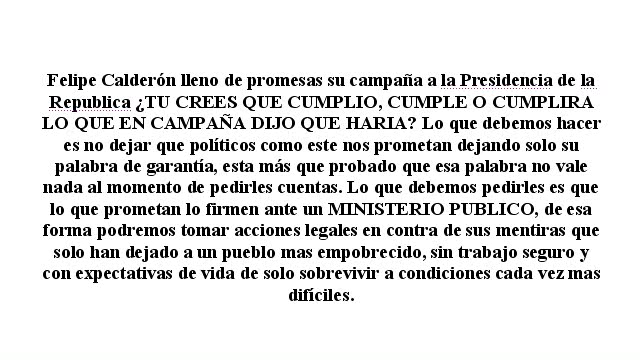 Felipe Calderón lleno de promesas su campaña a la Presidencia de la
Republica ¿TU CREES QUE CUMPLIO, CUMPLE O CUMPLIRA
LO QUE EN CAMPAÑA DIJO QUE HARIA? Lo que debemos hacer
es no dejar que políticos como este nos prometan dejando solo su
palabra de garantía, esta más que probado que esa palabra no vale
nada al momento de pedirles cuentas. Lo que debemos pedirles es que
lo que prometan lo firmen ante un MINISTERIO PUBLICO, de esa
forma podremos tomar acciones legales en contra de sus mentiras que
solo han dejado a un pueblo mas empobrecido, sin trabajo seguro y
con expectativas de vida de solo sobrevivir a condiciones cada vez mas
difíciles.